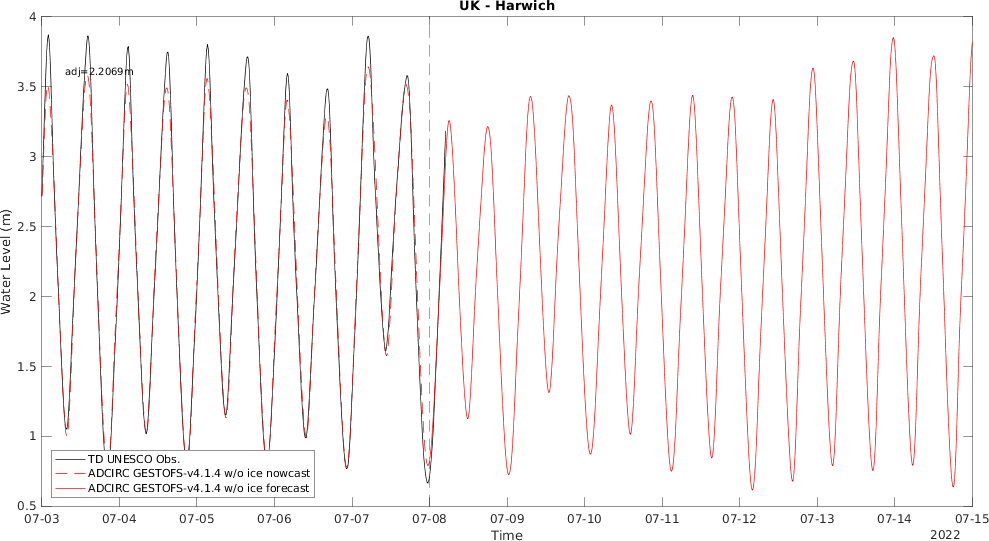 UK - Harwich
4
adj=2.2069m
3.5
3
2.5
2
1.5
1
0.5
Water Level (m)
TD UNESCO Obs.
ADCIRC GESTOFS-v4.1.4 w/o ice nowcast
ADCIRC GESTOFS-v4.1.4 w/o ice forecast
07-03 07-04 07-05 07-06 07-07 07-08 07-09 07-10 07-11 07-12 07-13 07-14 07-15
Time
2022